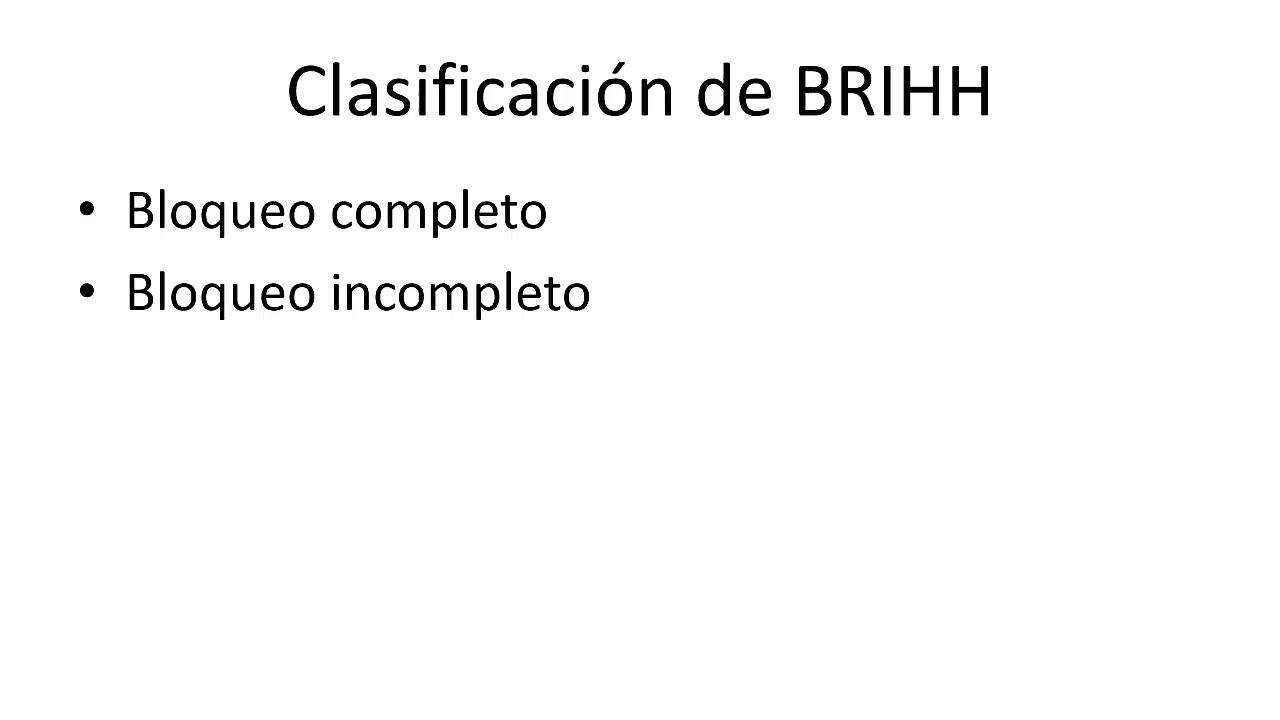 Clasificación de BRIHH
• Bloqueo completo
• Bloqueo incompleto